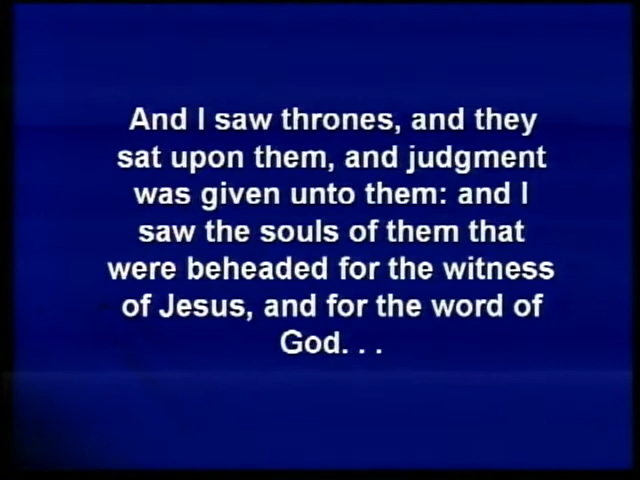 And I saw thrones, and they
sat upon them, and judgment
was given unto them: and I
saw the souls of them that
were beheaded for the witness
of Jesus, and for the word of
God. . .